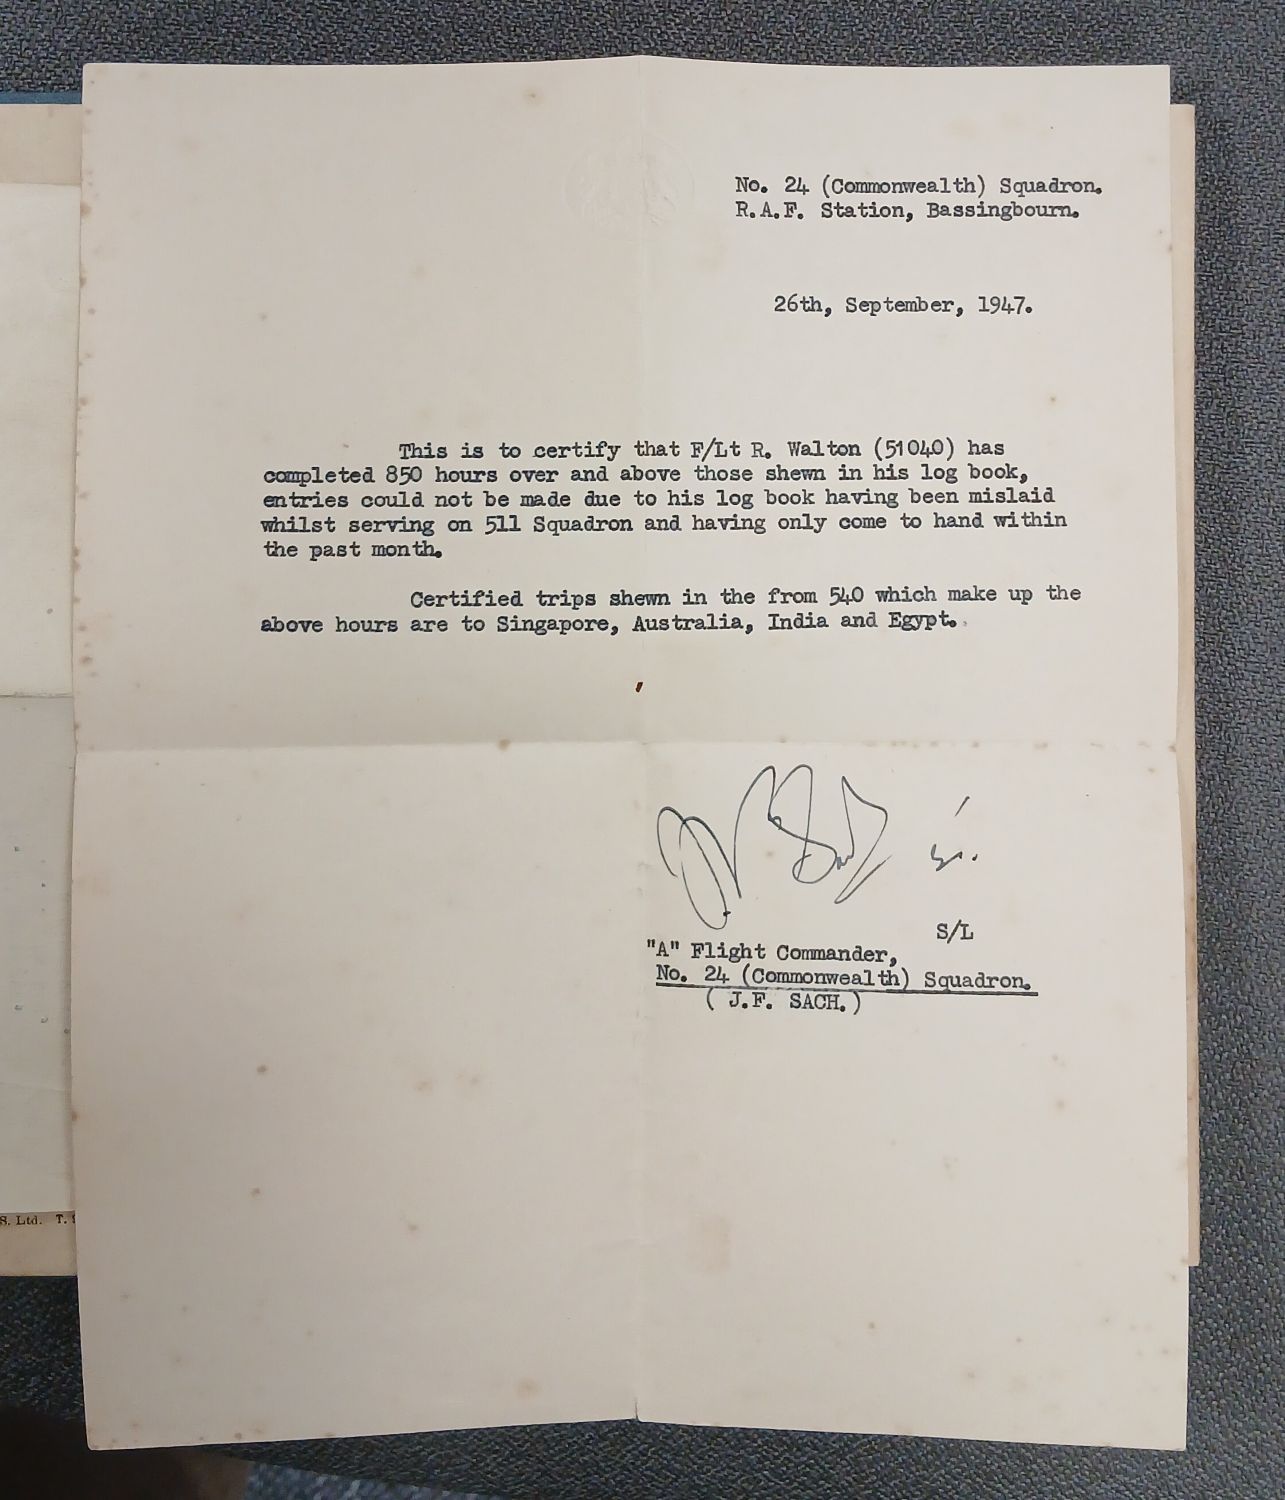 No. 24 (Commonwealth) Squadron.
R.A.F. Station, Bassingbourn.
26th, September, 1947.
This is to certify that F/Lt R. Walton (51040) has
completed 850 hours over and above those shewn in his log book,
entries could not be made due to his log book having been mislaid
whilst serving on 511 Squadron and having only come to hand within
the past month.
Certified trips shewn in the from 540 which make up the
above hours are to Singapore, Australia, India and Egypt.
S/L
"A" Flight Commander,
No. 24 (Commonwealth) Squadron.
( J.F. SACH.)
S. Ltd. T.